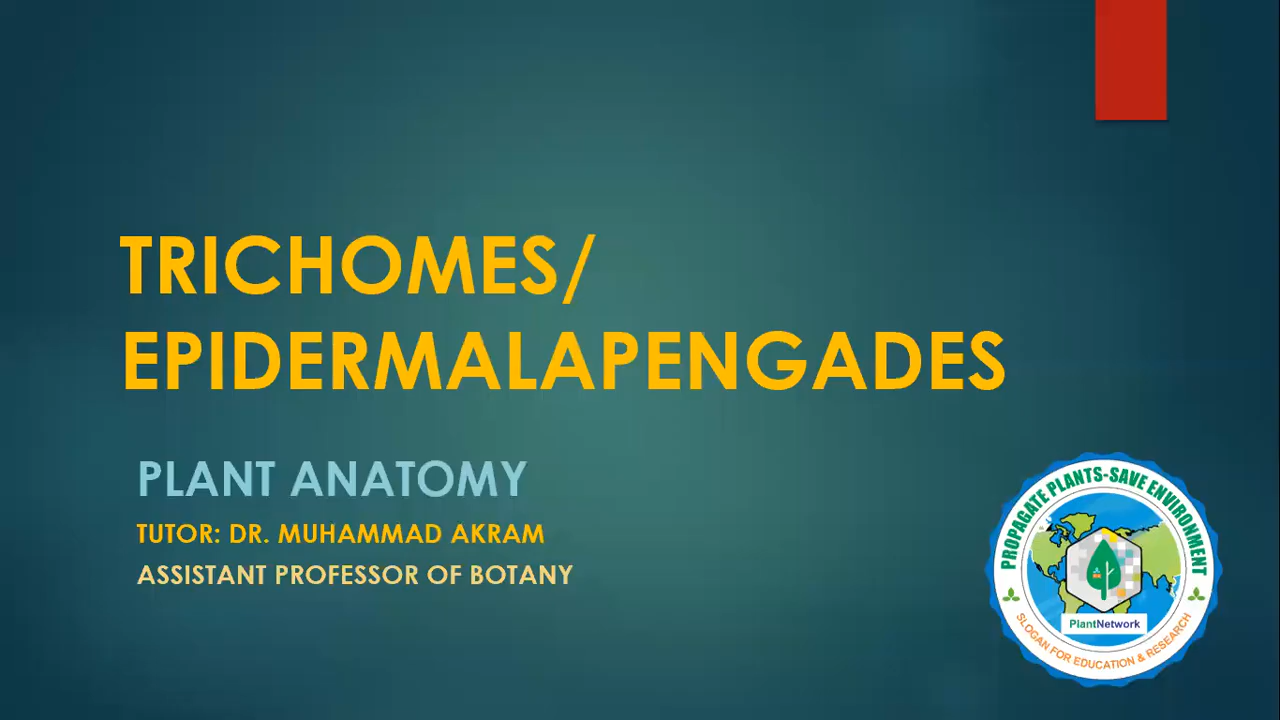 TRICHOMES/
EPIDERMALAPENGADES
PLANT ANATOMY
TUTOR: DR. MUHAMMAD AKRAM
ASSISTANT PROFESSOR OF BOTANY
PROPAGATE PLANTS-SAVE ENVIRONMENT
PlantNetwork
SLOGAN FOR EDUCATION & RESEARCH